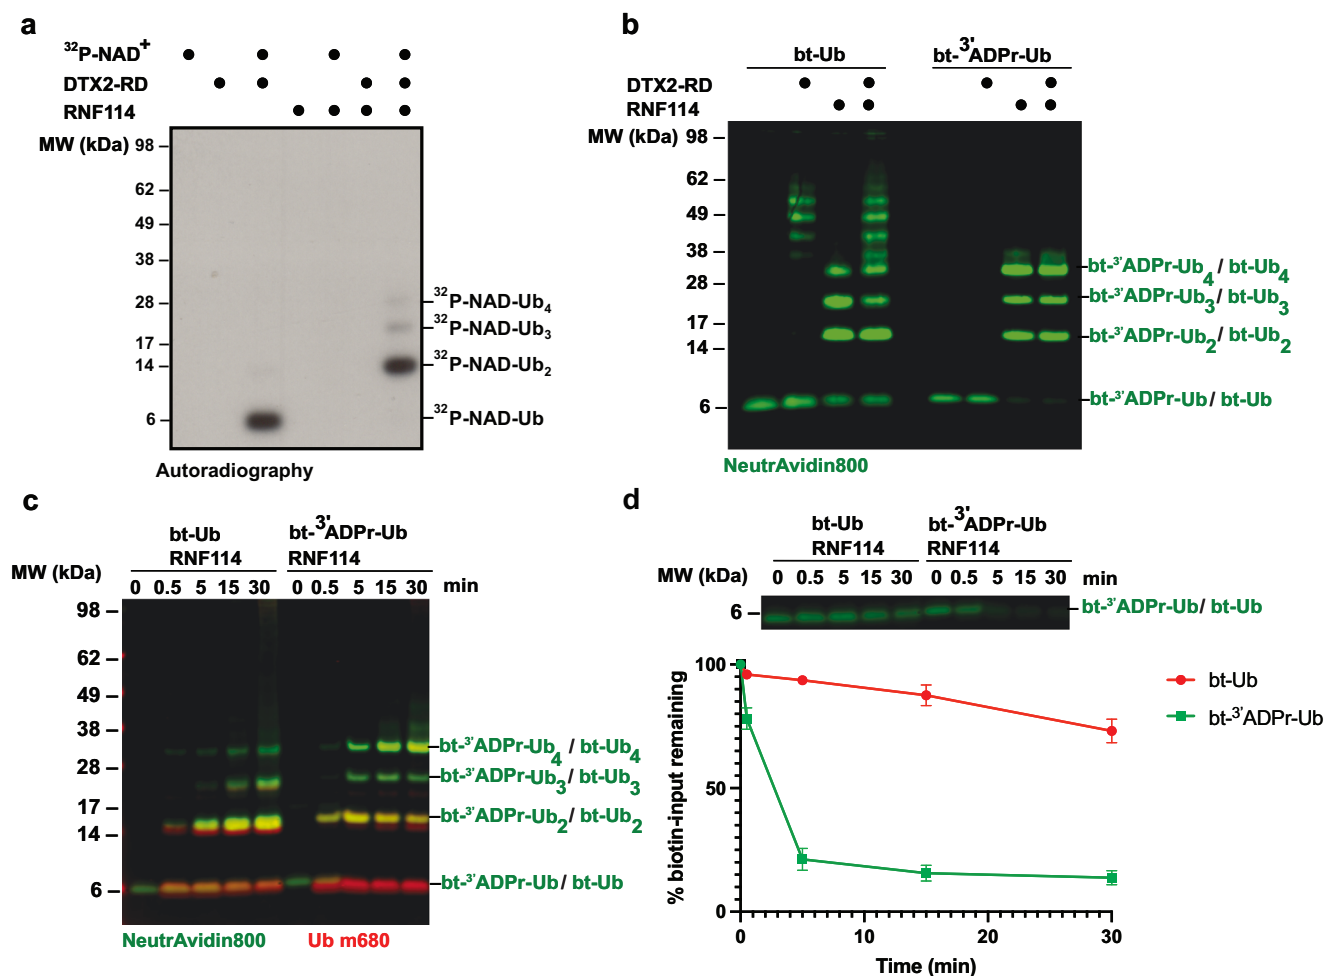 a
³²P-NAD⁺
DTX2-RD
RNF114
MW (kDa)
98
62
49
38
28
17
14
6
³²P-NAD-Ub₄
³²P-NAD-Ub₃
³²P-NAD-Ub₂
³²P-NAD-Ub
Autoradiography
b
bt-Ub bt-³'ADPr-Ub
DTX2-RD
RNF114
MW (kDa)
98
62
49
38
28
17
14
6
bt-³'ADPr-Ub₄/ bt-Ub₄
bt-³'ADPr-Ub₃/ bt-Ub₃
bt-³'ADPr-Ub₂/ bt-Ub₂
bt-³'ADPr-Ub/ bt-Ub
NeutrAvidin800
c
bt-Ub bt-³'ADPr-Ub
RNF114 RNF114
MW (kDa)
0 0.5 5 15 30 0 0.5 5 15 30 min
98
62
49
38
28
17
14
6
bt-³'ADPr-Ub₄ / bt-Ub₄
bt-³'ADPr-Ub₃/ bt-Ub₃
bt-³'ADPr-Ub₂/ bt-Ub₂
bt-³'ADPr-Ub/ bt-Ub
NeutrAvidin800 Ub m680
d
bt-Ub bt-³'ADPr-Ub
RNF114 RNF114
MW (kDa) 0 0.5 5 15 30 0 0.5 5 15 30 min
6
bt-³'ADPr-Ub/ bt-Ub
% biotin-input remaining
100
50
0
0 10 20 30
Time (min)
bt-Ub
bt-³'ADPr-Ub